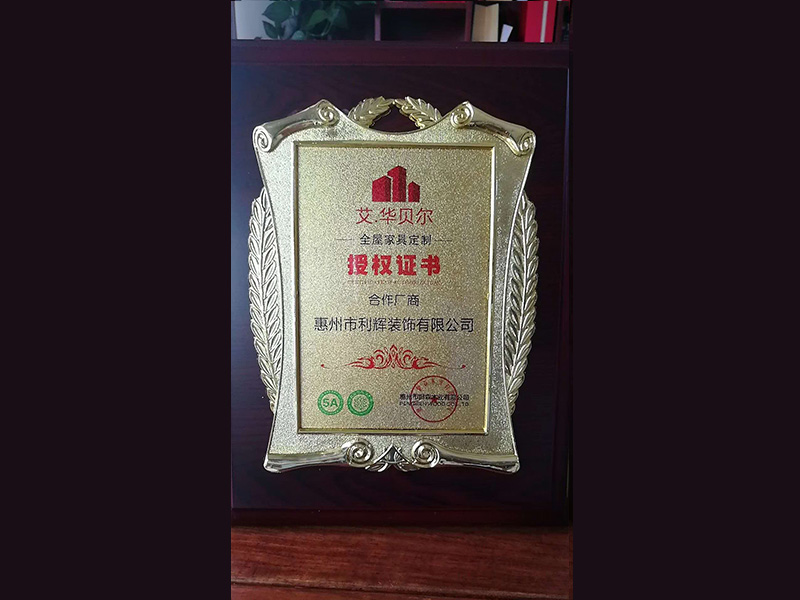 艾.华贝尔
全屋家具定制
授权证书
合作厂商
惠州市利辉装饰有限公司
5A